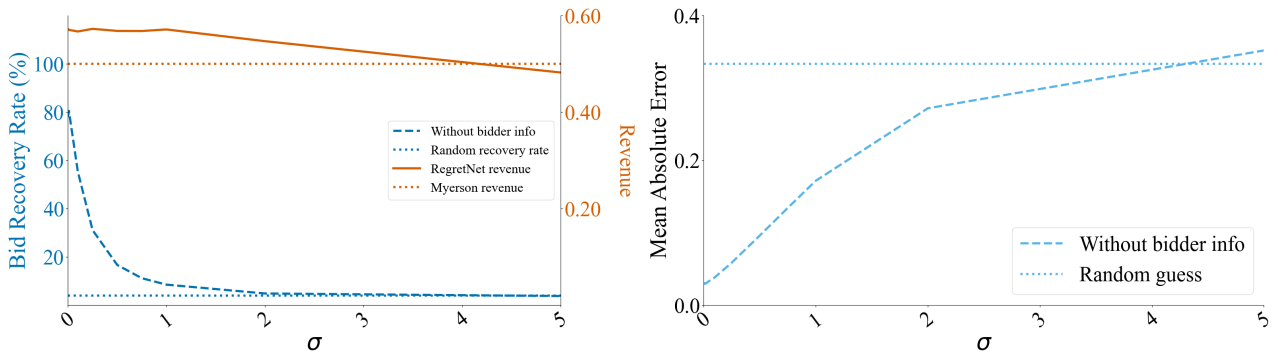 Bid Recovery Rate (%)
100
80
60
40
20
0
1
2
3
4
5
σ
0.60
0.40
0.20
Revenue
Without bidder info
Random recovery rate
RegretNet revenue
Myerson revenue
Mean Absolute Error
0.4
0.2
0.0
0
1
2
3
4
5
σ
Without bidder info
Random guess